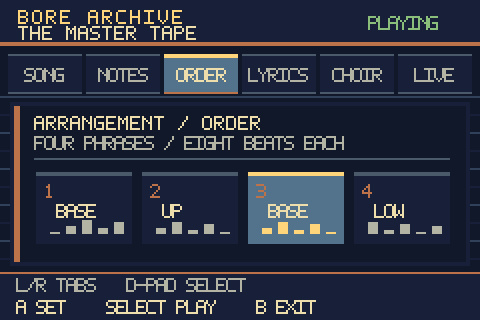 BORE ARCHIVE
THE MASTER TAPE
PLAYING
SONG NOTES ORDER LYRICS CHOIR LIVE
ARRANGEMENT / ORDER
FOUR PHRASES / EIGHT BEATS EACH
1 2 3 4
BASE UP BASE LOW
L/R TABS D-PAD SELECT
A SET SELECT PLAY B EXIT